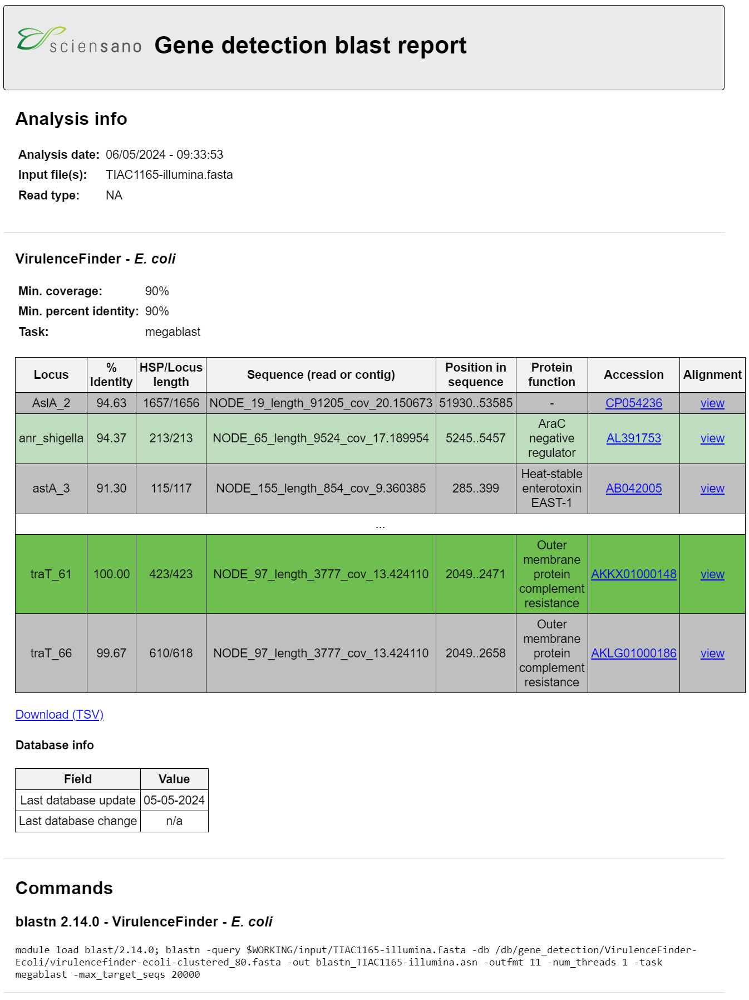 sciensano Gene detection blast report
Analysis info
Analysis date: 06/05/2024 - 09:33:53
Input file(s): TIAC1165-illumina.fasta
Read type: NA
VirulenceFinder - E. coli
Min. coverage: 90%
Min. percent identity: 90%
Task: megablast
Locus % Identity HSP/Locus length Sequence (read or contig) Position in sequence Protein function Accession Alignment
AslA_2 94.63 1657/1656 NODE_19_length_91205_cov_20.150673 51930..53585 - CP054236 view
anr_shigella 94.37 213/213 NODE_65_length_9524_cov_17.189954 5245..5457 AraC negative regulator AL391753 view
astA_3 91.30 115/117 NODE_155_length_854_cov_9.360385 285..399 Heat-stable enterotoxin EAST-1 AB042005 view
...
traT_61 100.00 423/423 NODE_97_length_3777_cov_13.424110 2049..2471 Outer membrane protein complement resistance AKKX01000148 view
traT_66 99.67 610/618 NODE_97_length_3777_cov_13.424110 2049..2658 Outer membrane protein complement resistance AKLG01000186 view
Download (TSV)
Database info
Field Value
Last database update 05-05-2024
Last database change n/a
Commands
blastn 2.14.0 - VirulenceFinder - E. coli
module load blast/2.14.0; blastn -query $WORKING/input/TIAC1165-illumina.fasta -db /db/gene_detection/VirulenceFinder-
Ecoli/virulencefinder-ecoli-clustered_80.fasta -out blastn_TIAC1165-illumina.asn -outfmt 11 -num_threads 1 -task
megablast -max_target_seqs 20000